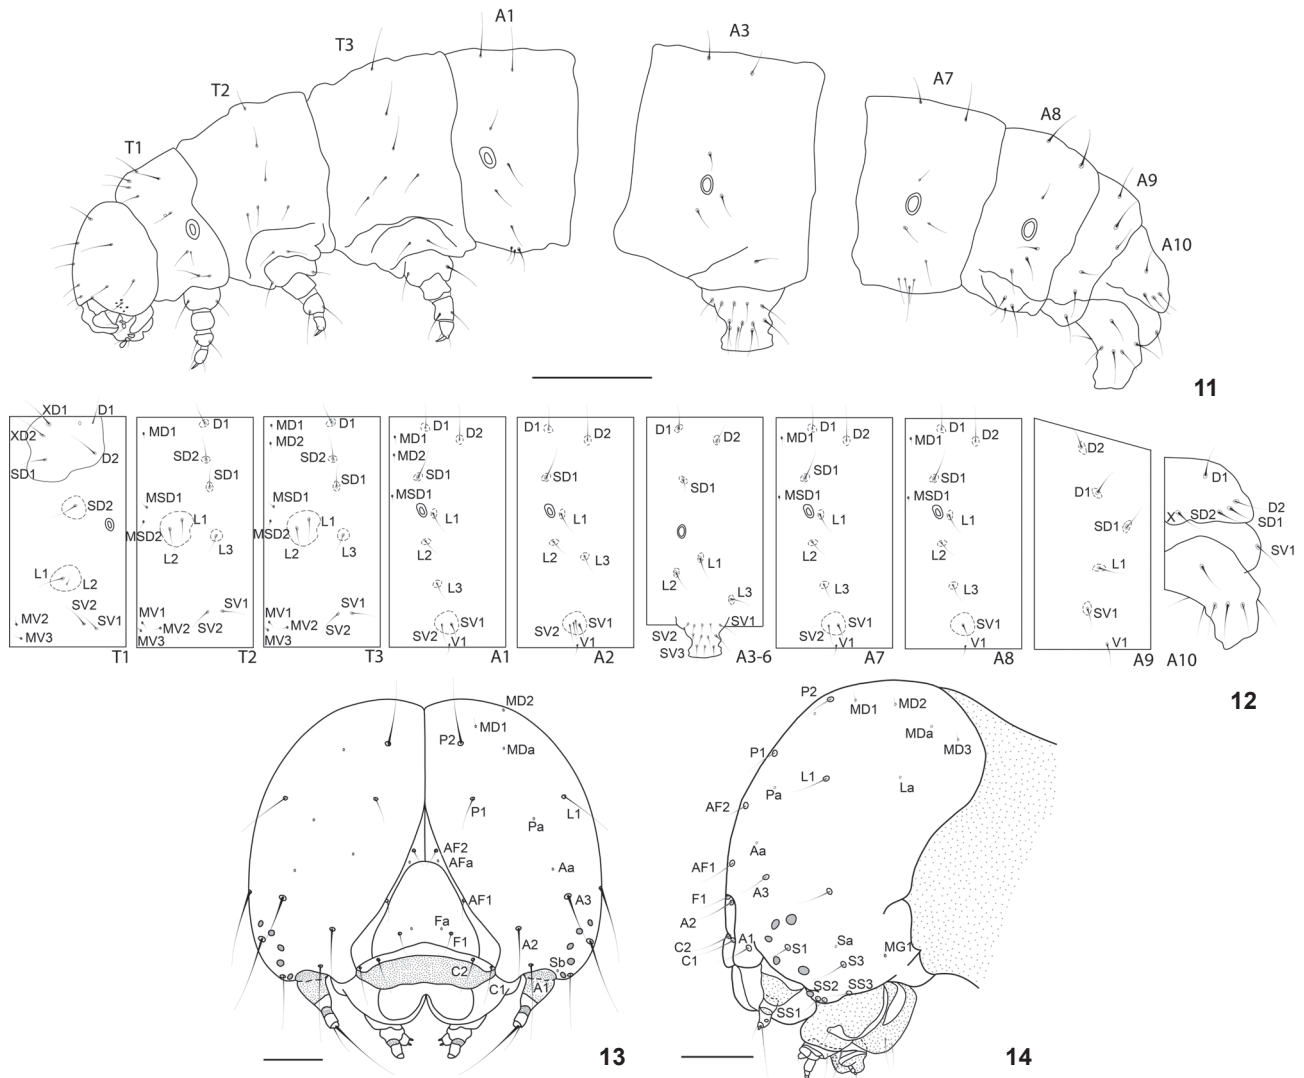 T1
T2
T3
A1
A3
A7
A8
A9
A10
11
XD1
D1
XD2
SD1
D2
SD2
L1
L2
SV2
SV1
MV2
MV3
T1
MD1
D1
SD2
SD1
MSD1
L1
MSD2
L2
L3
MV1
MV2
SV1
MV3
SV2
T2
MD1
D1
MD2
SD2
SD1
MSD1
L1
MSD2
L2
L3
MV1
MV2
SV1
MV3
SV2
T3
D1
MD1
D2
MD2
SD1
MSD1
L1
L2
L3
SV1
SV2
V1
A1
D1
D2
SD1
L1
L2
L3
SV2
SV1
V1
A2
D1
D2
SD1
L1
L2
L3
SV1
SV2
SV3
A3-6
D1
MD1
D2
SD1
MSD1
L1
L2
L3
SV2
SV1
V1
A7
D1
MD1
D2
SD1
MSD1
L1
L2
L3
SV1
V1
A8
D2
D1
SD1
L1
SV1
V1
A9
D1
D2
X
SD2
SD1
SV1
A10
12
MD2
MD1
P2
MDa
P1
L1
Pa
AF2
AFa
Aa
AF1
A3
Fa
F1
A2
C2
Sb
C1
A1
13
P2
MD1
MD2
MDa
MD3
P1
L1
Pa
La
AF2
Aa
AF1
A3
F1
A2
C2
C1
A1
S1
Sa
S3
MG1
SS2
SS3
SS1
14